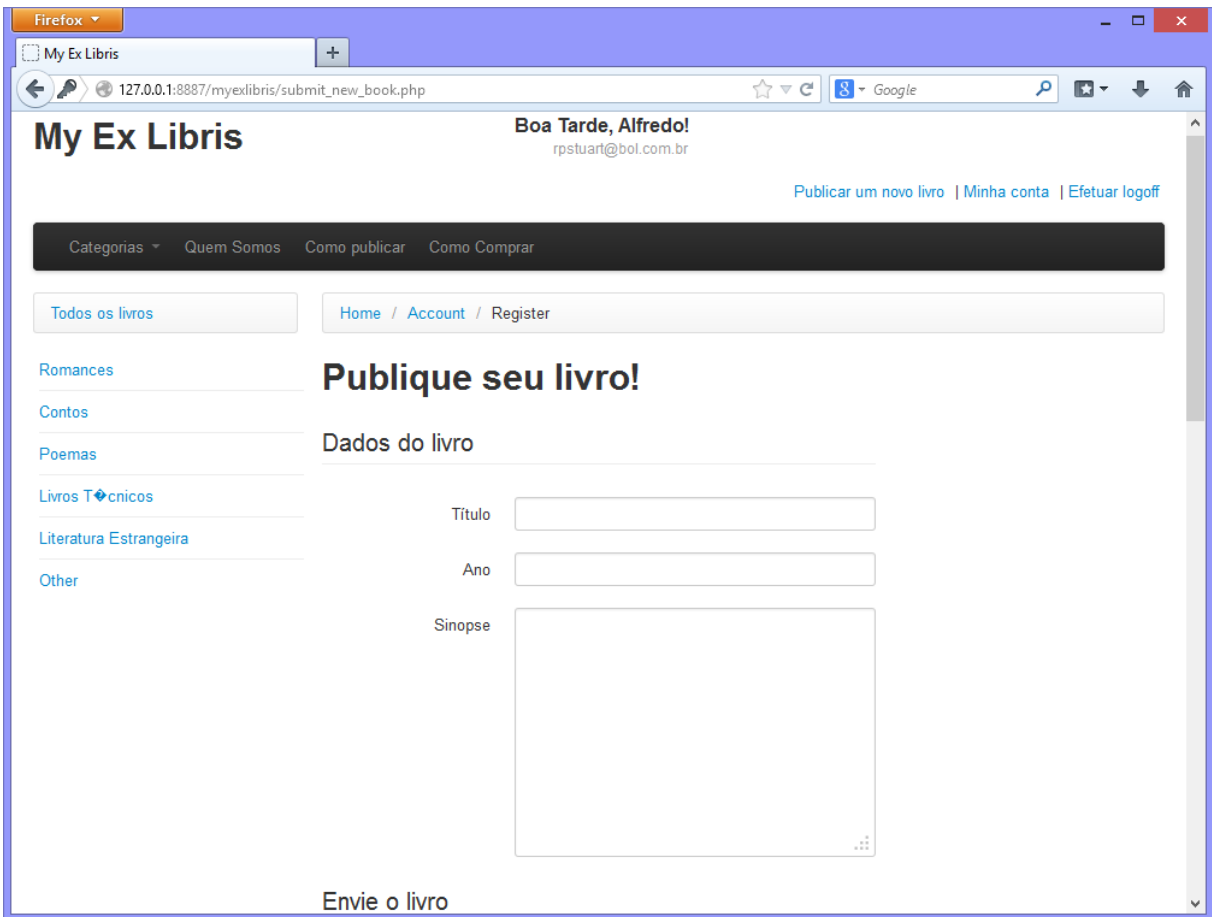 Firefox
My Ex Libris
127.0.0.1:8887/myexlibris/submit_new_book.php
Google
My Ex Libris
Boa Tarde, Alfredo!
rpstuart@bol.com.br
Publicar um novo livro | Minha conta | Efetuar logoff
Categorias Quem Somos Como publicar Como Comprar
Todos os livros
Home / Account / Register
Romances
Contos
Poemas
Livros T�cnicos
Literatura Estrangeira
Other
Publique seu livro!
Dados do livro
Título
Ano
Sinopse
Envie o livro